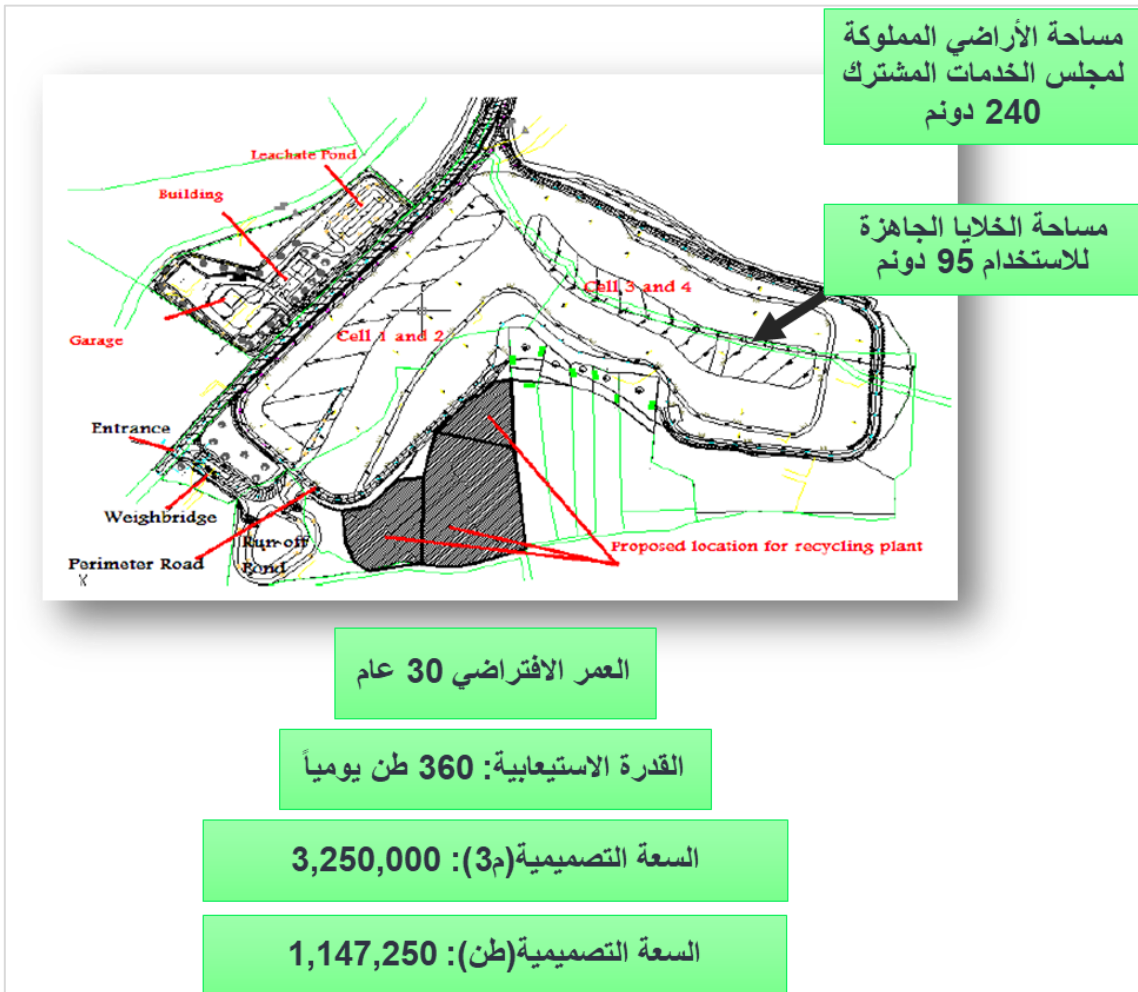 مساحة الأراضي المملوكة
لمجلس الخدمات المشترك
240 دونم
مساحة الخلايا الجاهزة
للاستخدام 95 دونم
Leachate Pond
Building
Garage
Cell 3 and 4
Cell 1 and 2
Entrance
Weighbridge
Perimeter Road
Run-off
Pond
Proposed location for recycling plant
X
العمر الافتراضي 30 عام
القدرة الاستيعابية: 360 طن يومياً
السعة التصميمية(م3): 3,250,000
السعة التصميمية(طن): 1,147,250